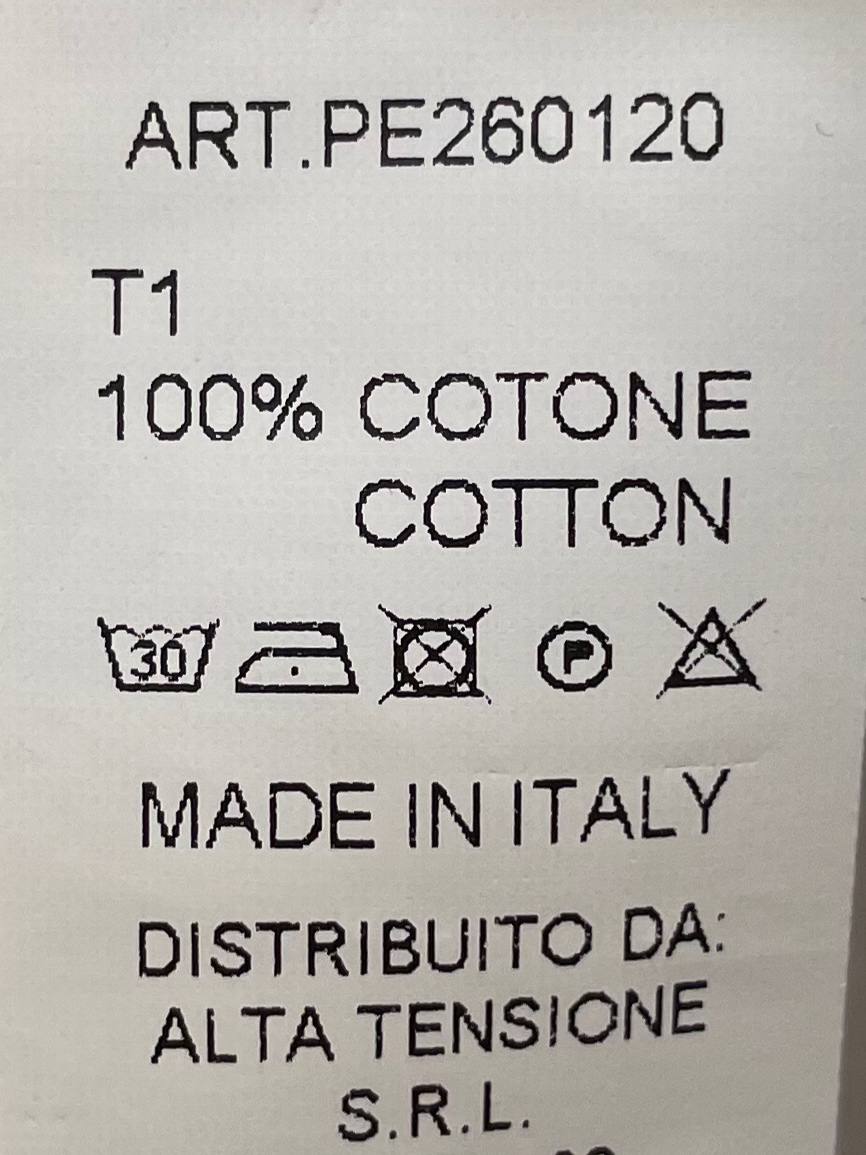 ART.PE260120
T1
100% COTONE
COTTON
30 P
MADE IN ITALY
DISTRIBUITO DA:
ALTA TENSIONE
S.R.L.